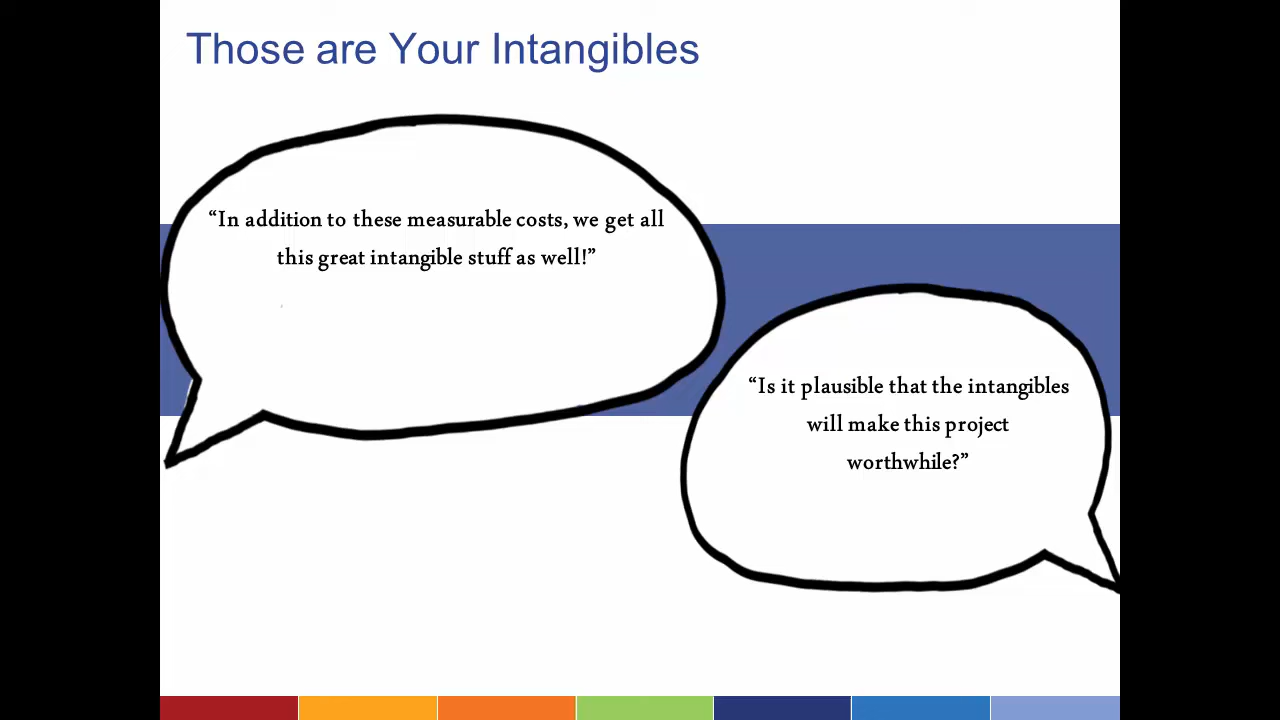 Those are Your Intangibles
“In addition to these measurable costs, we get all
this great intangible stuff as well!”
“Is it plausible that the intangibles
will make this project
worthwhile?”